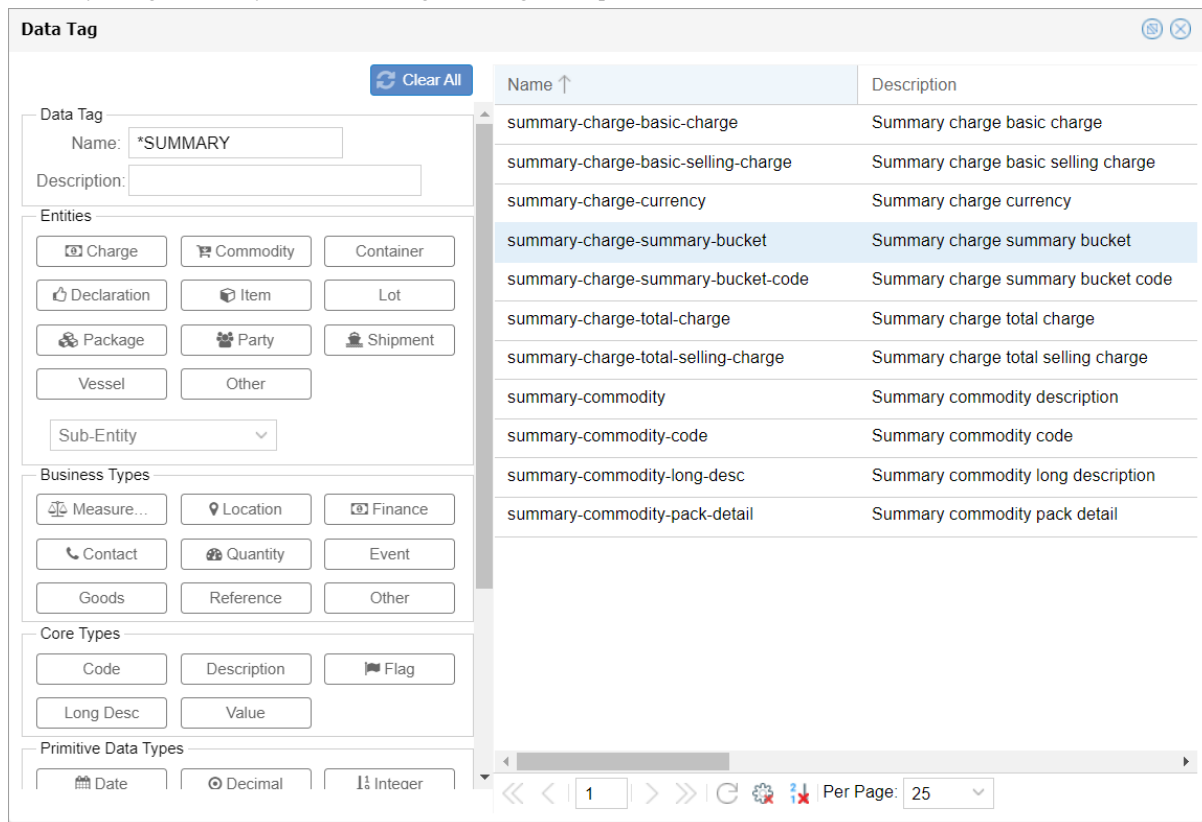 Data Tag
Clear All
Data Tag
Name: *SUMMARY
Description:
Entities
Charge Commodity Container
Declaration Item Lot
Package Party Shipment
Vessel Other
Sub-Entity
Business Types
Measure... Location Finance
Contact Quantity Event
Goods Reference Other
Core Types
Code Description Flag
Long Desc Value
Primitive Data Types
Date Decimal Integer
Name Description
summary-charge-basic-charge Summary charge basic charge
summary-charge-basic-selling-charge Summary charge basic selling charge
summary-charge-currency Summary charge currency
summary-charge-summary-bucket Summary charge summary bucket
summary-charge-summary-bucket-code Summary charge summary bucket code
summary-charge-total-charge Summary charge total charge
summary-charge-total-selling-charge Summary charge total selling charge
summary-commodity Summary commodity description
summary-commodity-code Summary commodity code
summary-commodity-long-desc Summary commodity long description
summary-commodity-pack-detail Summary commodity pack detail
1 Per Page: 25